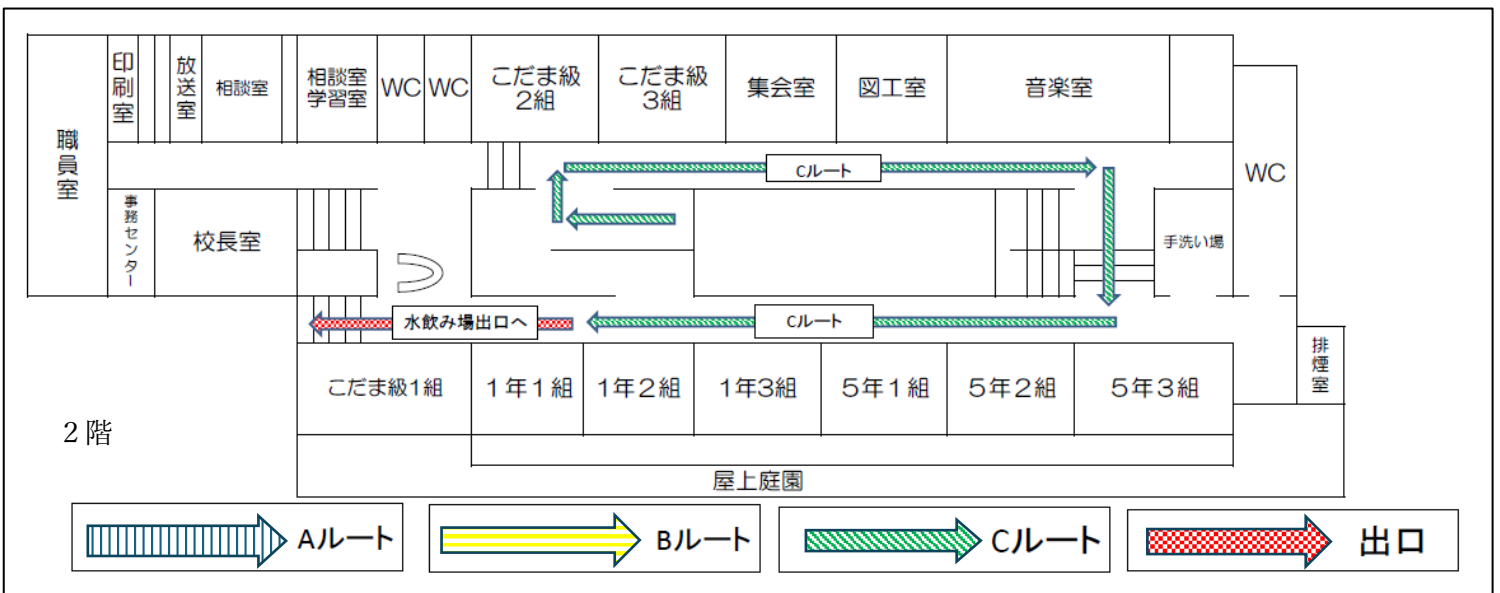 職員室
印刷室
放送室
相談室
相談室
学習室
WC
WC
こだま級
2組
こだま級
3組
集会室
図工室
音楽室
WC
Cルート
事務センター
校長室
手洗い場
水飲み場出口へ
Cルート
排煙室
こだま級1組
1年1組
1年2組
1年3組
5年1組
5年2組
5年3組
2階
屋上庭園
Aルート
Bルート
Cルート
出口